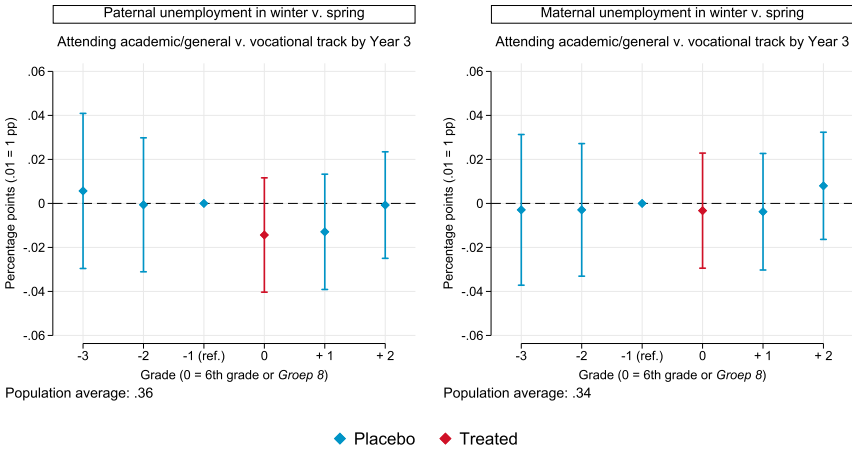 Paternal unemployment in winter v. spring
Attending academic/general v. vocational track by Year 3
Percentage points (.01 = 1 pp)
.06
.04
.02
0
-.02
-.04
-.06
-3
-2
-1 (ref.)
0
+ 1
+ 2
Grade (0 = 6th grade or Groep 8)
Population average: .36
Maternal unemployment in winter v. spring
Attending academic/general v. vocational track by Year 3
Percentage points (.01 = 1 pp)
.06
.04
.02
0
-.02
-.04
-.06
-3
-2
-1 (ref.)
0
+ 1
+ 2
Grade (0 = 6th grade or Groep 8)
Population average: .34
Placebo
Treated